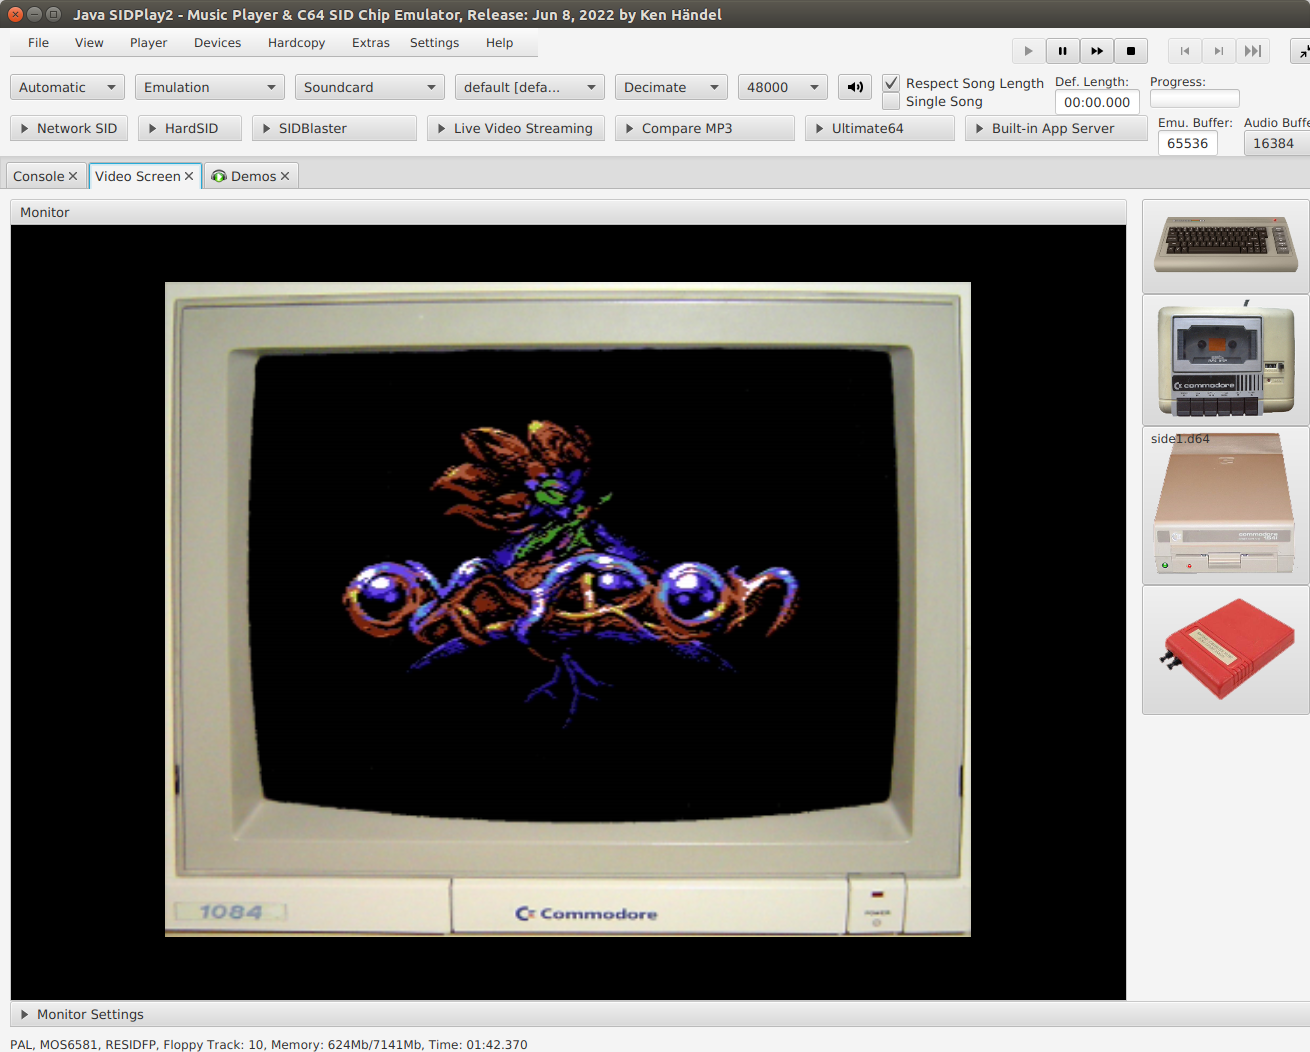 Java SIDPlay2 - Music Player & C64 SID Chip Emulator, Release: Jun 8, 2022 by Ken Händel
File View Player Devices Hardcopy Extras Settings Help
Automatic Emulation Soundcard default [defa... Decimate 48000 Respect Song Length Def. Length: Progress:
Single Song 00:00.000
Network SID HardSID SIDBlaster Live Video Streaming Compare MP3 Ultimate64 Built-in App Server Emu. Buffer: Audio Buffe
65536 16384
Console Video Screen Demos
Monitor
commodore
side1.d64
commodore
1084 Commodore
POWER
Monitor Settings
PAL, MOS6581, RESIDFP, Floppy Track: 10, Memory: 624Mb/7141Mb, Time: 01:42.370